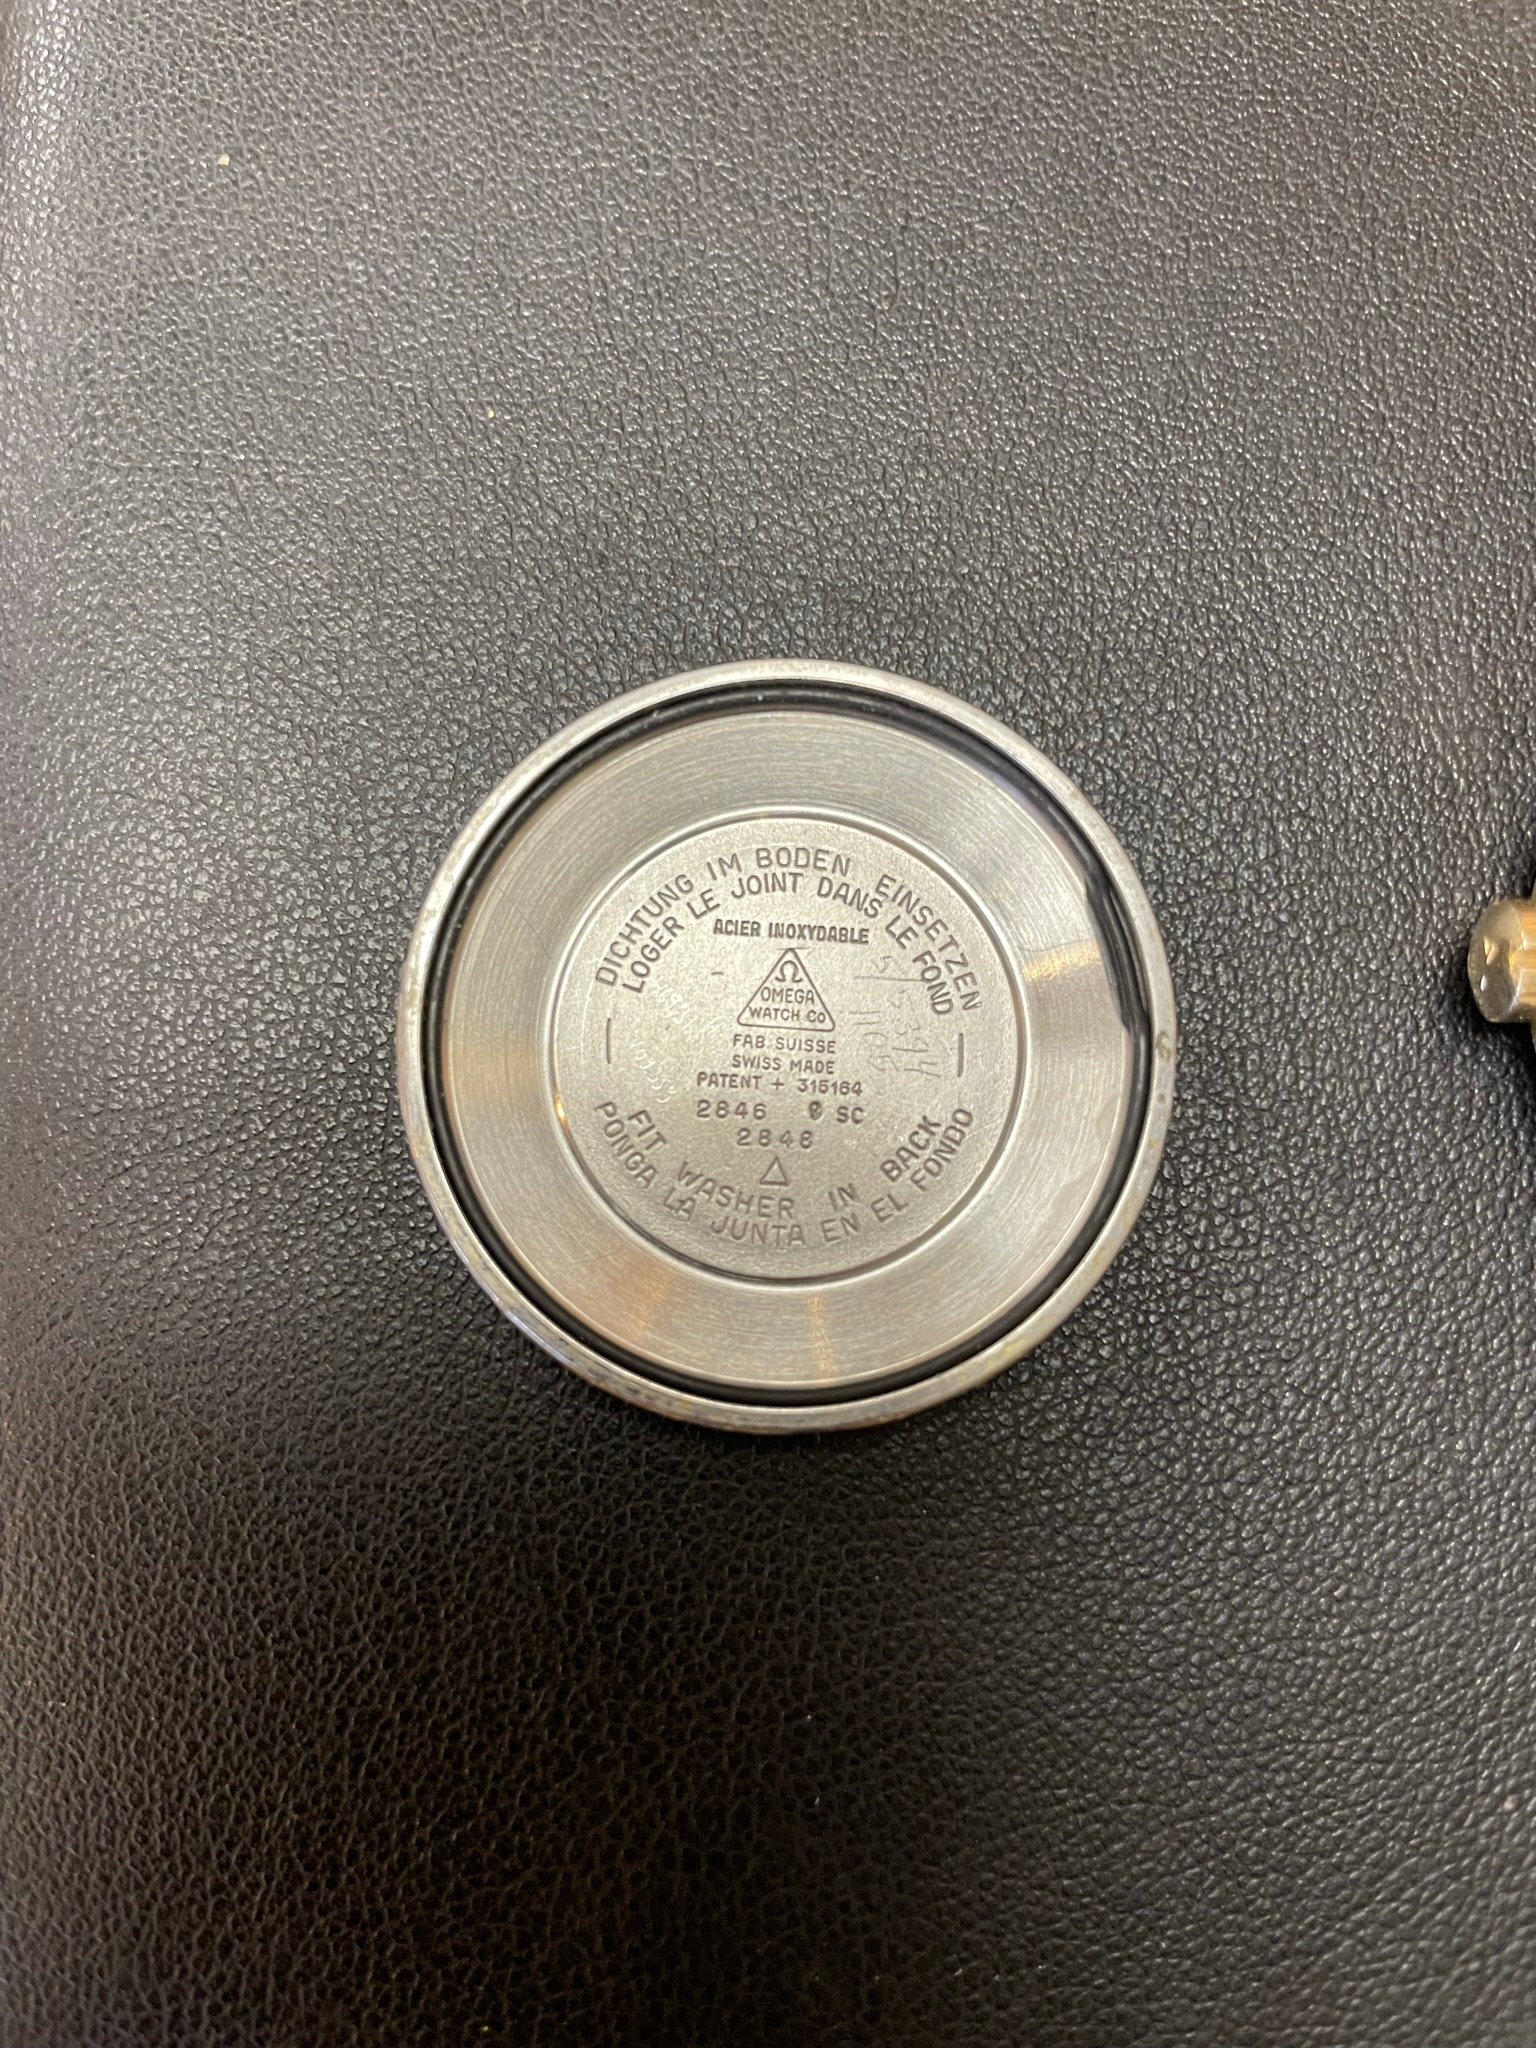 DICHTUNG IM BODEN EINSETZEN
LOGER LE JOINT DANS LE FOND
ACIER INOXYDABLE
Ω
OMEGA
WATCH Co
FAB. SUISSE
SWISS MADE
PATENT + 315164
2846 SC
2848
FIT WASHER IN BACK
PONGA LA JUNTA EN EL FONDO